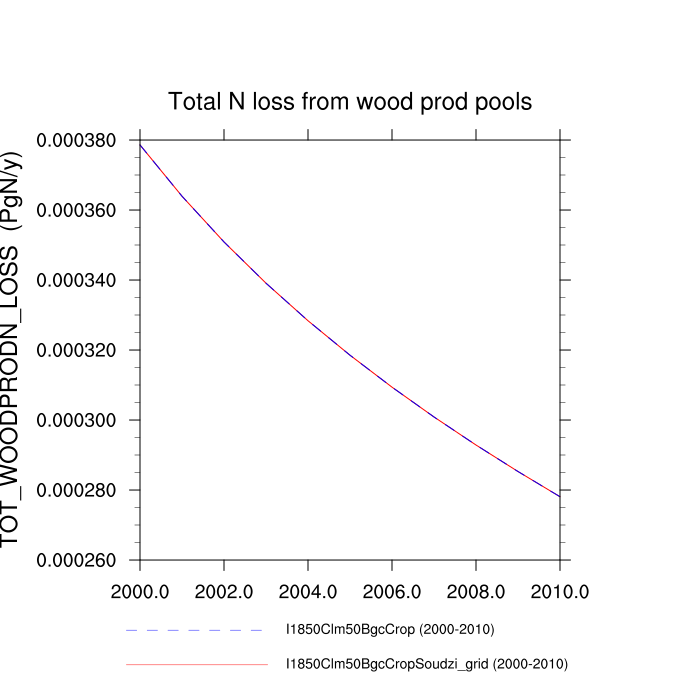 Total N loss from wood prod pools
TOT_WOODPRODN_LOSS (PgN/y)
0.000380
0.000360
0.000340
0.000320
0.000300
0.000280
0.000260
2000.0 2002.0 2004.0 2006.0 2008.0 2010.0
I1850Clm50BgcCrop (2000-2010)
I1850Clm50BgcCropSoudzi_grid (2000-2010)